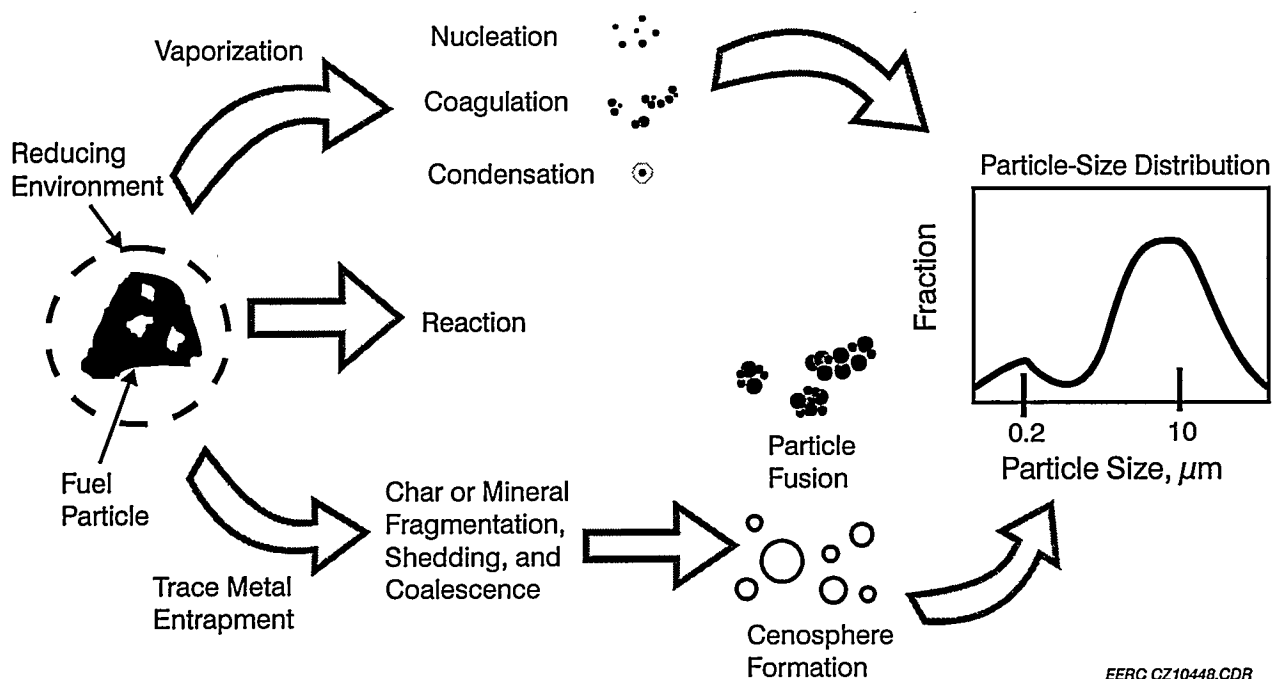 Vaporization
Nucleation
Coagulation
Condensation
Reducing
Environment
Fuel
Particle
Reaction
Trace Metal
Entrapment
Char or Mineral
Fragmentation,
Shedding, and
Coalescence
Particle
Fusion
Cenosphere
Formation
Particle-Size Distribution
Fraction
0.2
10
Particle Size, μm
EERC CZ10448.CDR